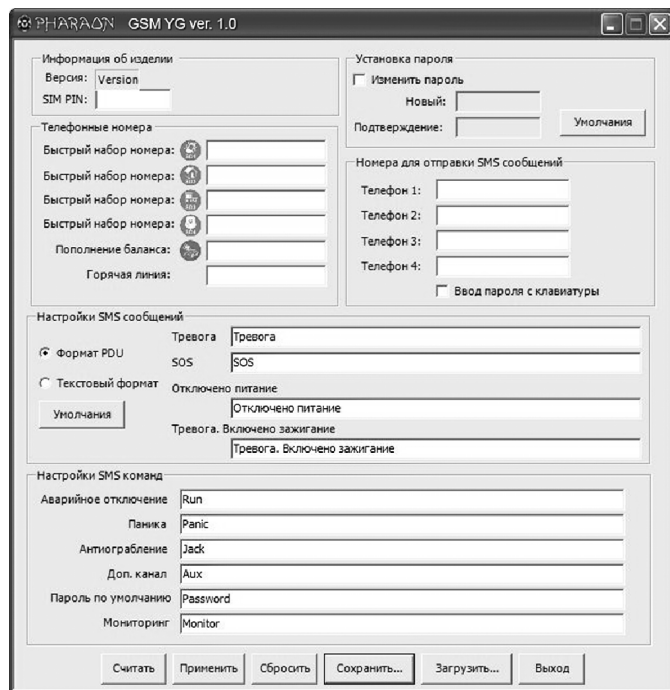 PHARAON GSM YG ver. 1.0
Информация об изделии
Версия: Version
SIM PIN:
Телефонные номера
Быстрый набор номера:
Быстрый набор номера:
Быстрый набор номера:
Быстрый набор номера:
Пополнение баланса:
Горячая линия:
Установка пароля
Изменить пароль
Новый:
Подтверждение:
Умолчания
Номера для отправки SMS сообщений
Телефон 1:
Телефон 2:
Телефон 3:
Телефон 4:
Ввод пароля с клавиатуры
Настройки SMS сообщений
Формат PDU
Текстовый формат
Умолчания
Тревога Тревога
SOS SOS
Отключено питание
Отключено питание
Тревога. Включено зажигание
Тревога. Включено зажигание
Настройки SMS команд
Аварийное отключение Run
Паника Panic
Антиограбление Jack
Доп. канал Aux
Пароль по умолчанию Password
Мониторинг Monitor
Считать Применить Сбросить Сохранить... Загрузить... Выход